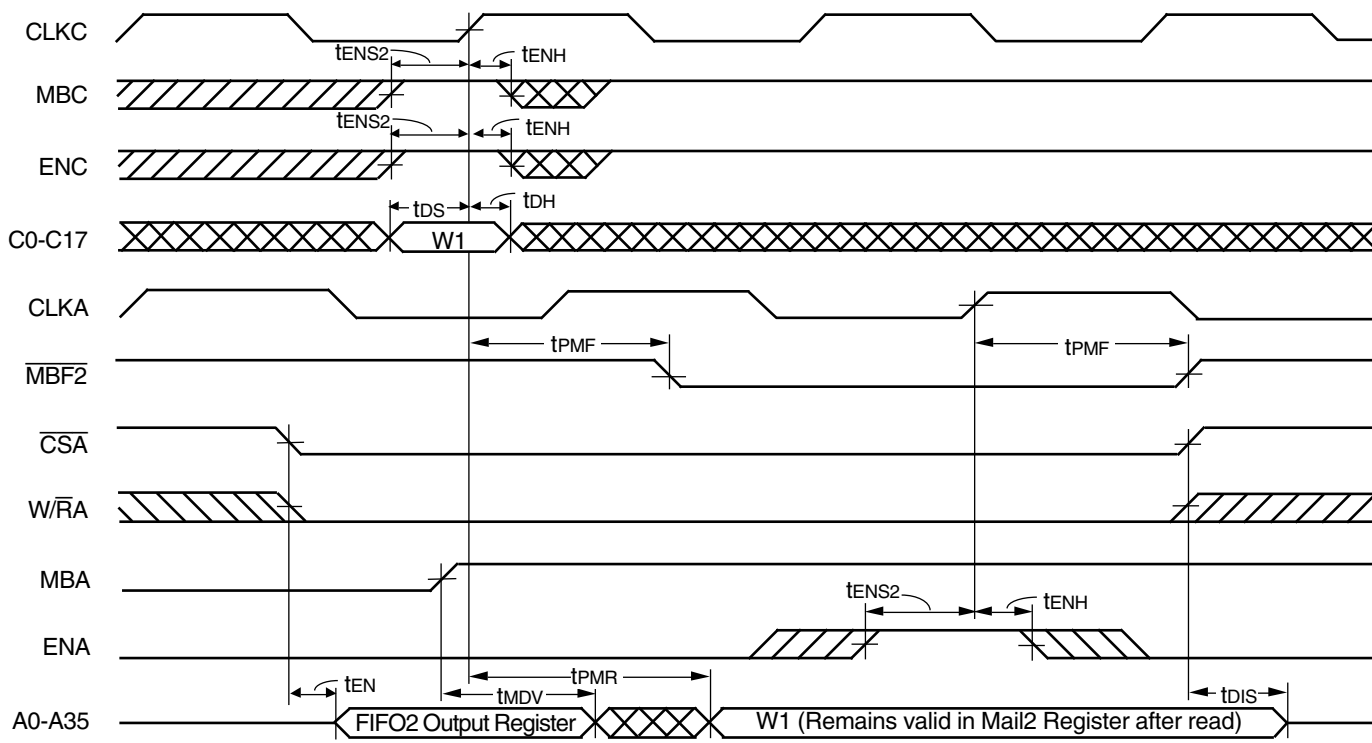 CLKC
tENS2 tENH
MBC
tENS2 tENH
ENC
tDS tDH
C0-C17 W1
CLKA
tPMF tPMF
MBF2
CSA
W/RA
MBA
tENS2 tENH
ENA
tEN tMDV tPMR tDIS
A0-A35 FIFO2 Output Register W1 (Remains valid in Mail2 Register after read)